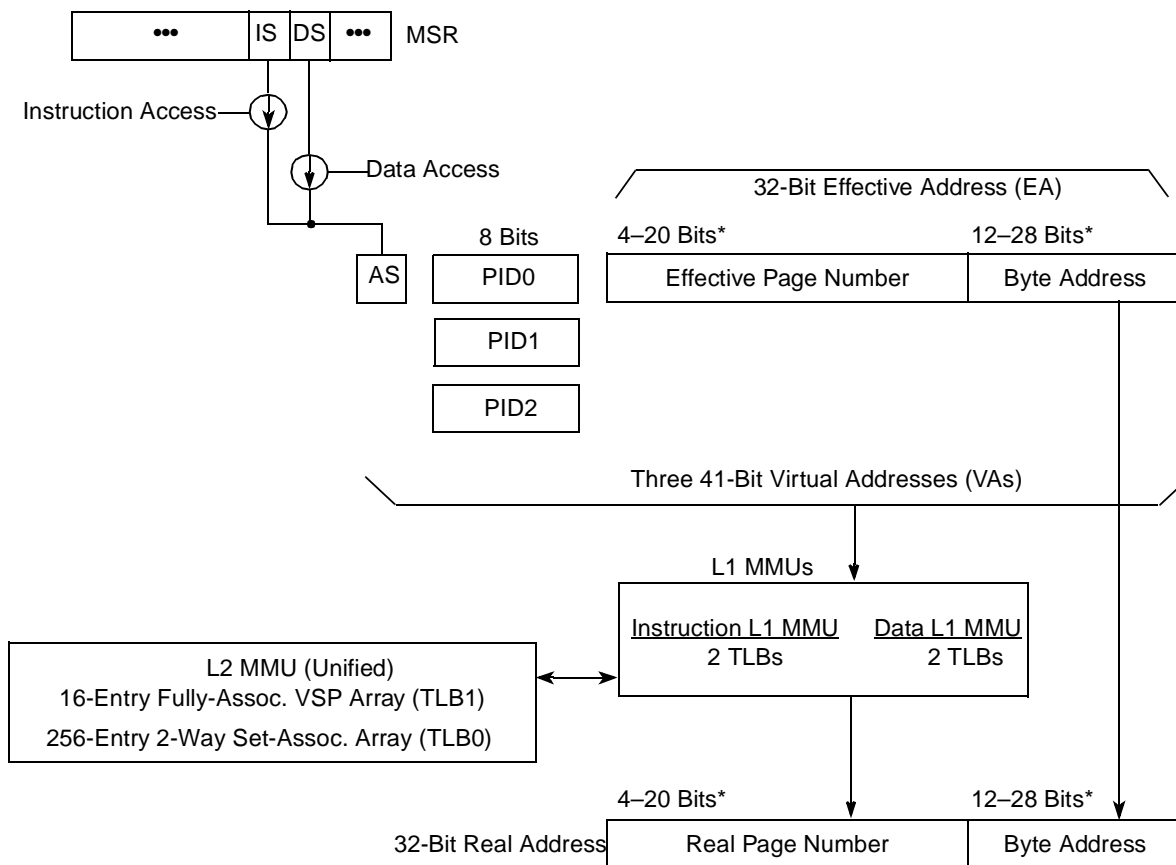 ••• IS DS ••• MSR
Instruction Access
Data Access
32-Bit Effective Address (EA)
8 Bits 4–20 Bits* 12–28 Bits*
AS PID0 Effective Page Number Byte Address
PID1
PID2
Three 41-Bit Virtual Addresses (VAs)
L1 MMUs
Instruction L1 MMU Data L1 MMU
2 TLBs 2 TLBs
L2 MMU (Unified)
16-Entry Fully-Assoc. VSP Array (TLB1)
256-Entry 2-Way Set-Assoc. Array (TLB0)
4–20 Bits* 12–28 Bits*
32-Bit Real Address Real Page Number Byte Address